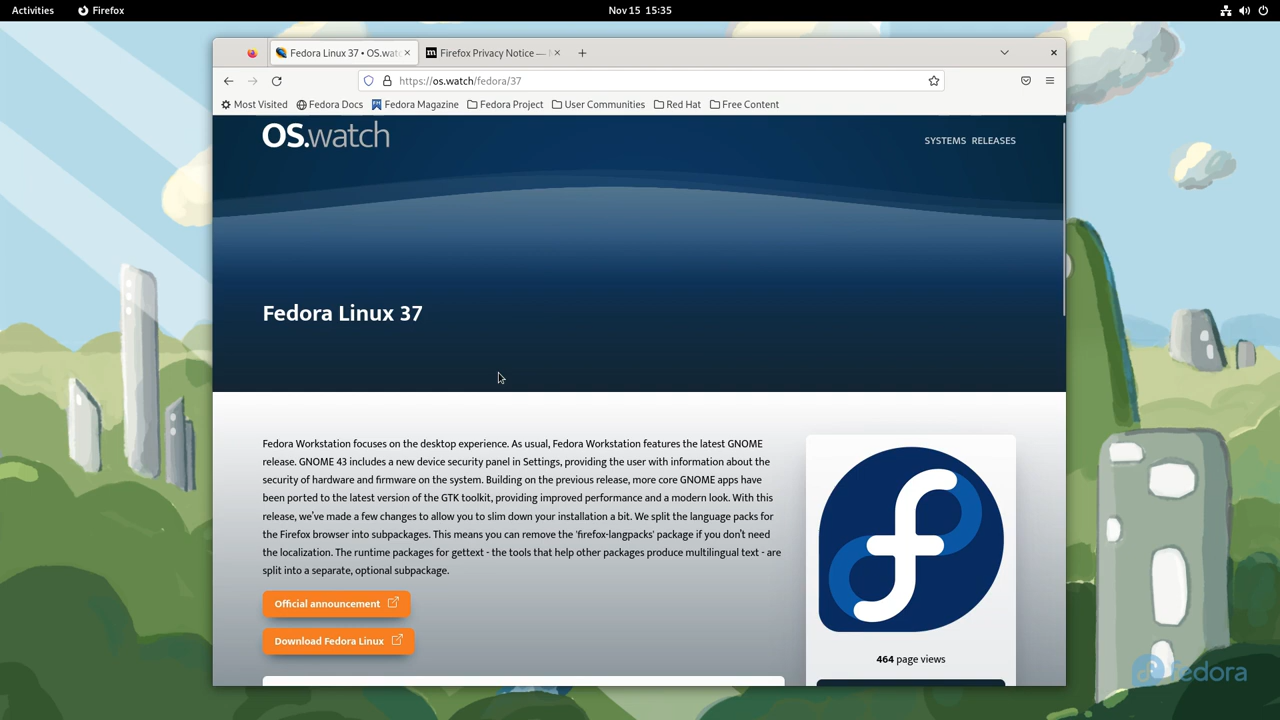 Activities Firefox Nov 15 15:35
Fedora Linux 37 • OS.wat Firefox Privacy Notice —
https://os.watch/fedora/37
Most Visited Fedora Docs Fedora Magazine Fedora Project User Communities Red Hat Free Content
OS.watch
SYSTEMS RELEASES
Fedora Linux 37
Fedora Workstation focuses on the desktop experience. As usual, Fedora Workstation features the latest GNOME
release. GNOME 43 includes a new device security panel in Settings, providing the user with information about the
security of hardware and firmware on the system. Building on the previous release, more core GNOME apps have
been ported to the latest version of the GTK toolkit, providing improved performance and a modern look. With this
release, we've made a few changes to allow you to slim down your installation a bit. We split the language packs for
the Firefox browser into subpackages. This means you can remove the 'firefox-langpacks' package if you don't need
the localization. The runtime packages for gettext - the tools that help other packages produce multilingual text - are
split into a separate, optional subpackage.
Official announcement
Download Fedora Linux
464 page views
fedora